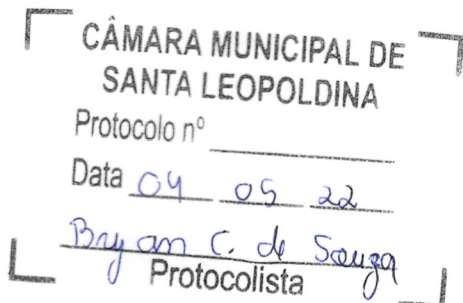 CÂMARA MUNICIPAL DE
SANTA LEOPOLDINA
Protocolo nº
Data 04 05 22
Bryan C. de Souza
Protocolista